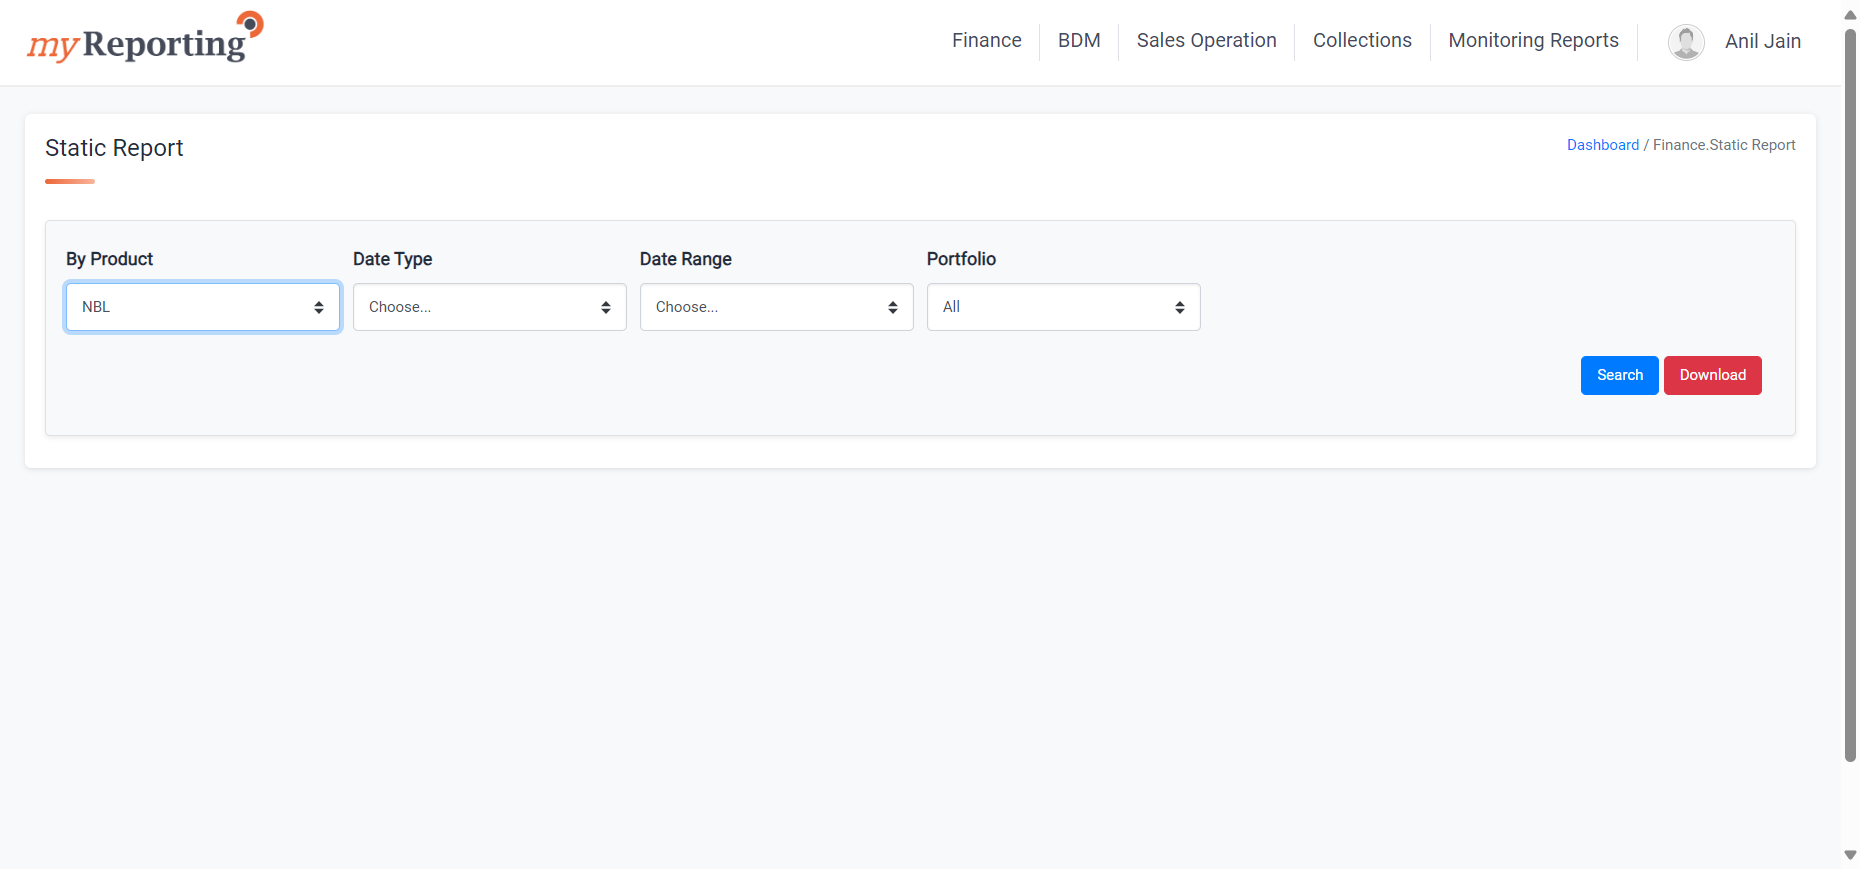 myReporting
Finance
BDM
Sales Operation
Collections
Monitoring Reports
Anil Jain
Static Report
Dashboard / Finance.Static Report
By Product
Date Type
Date Range
Portfolio
NBL
Choose...
Choose...
All
Search
Download